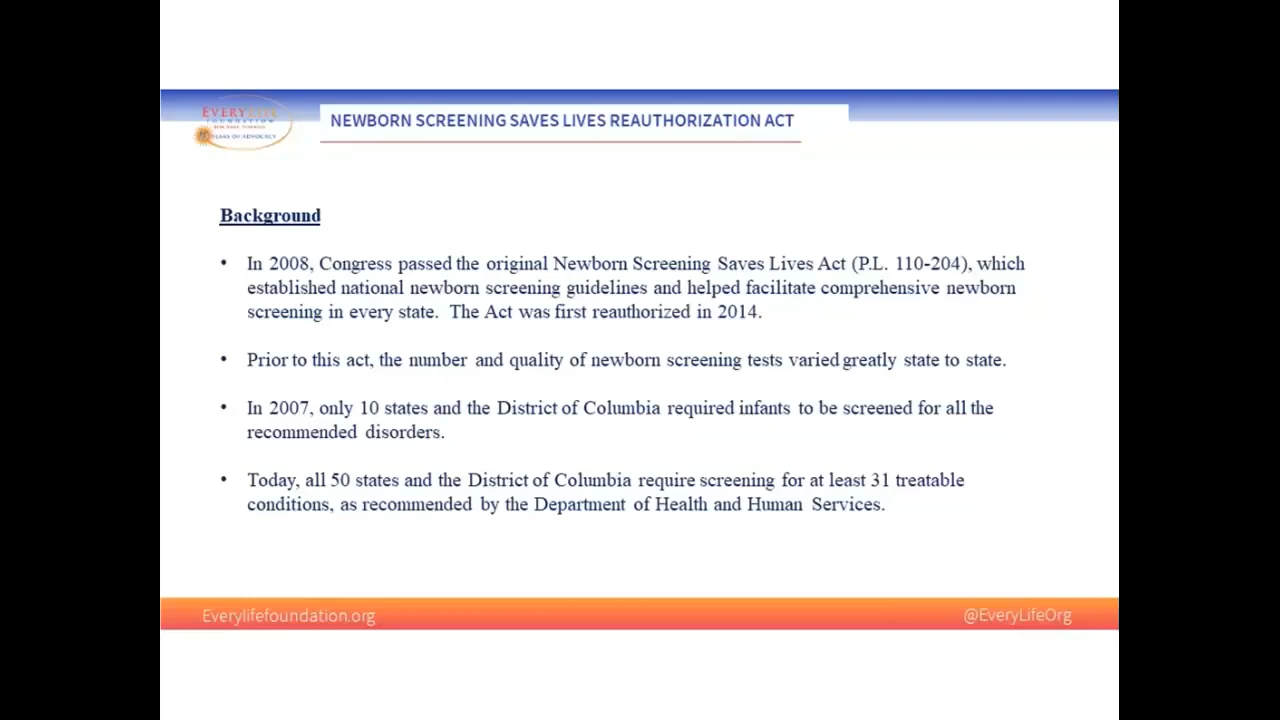 EVERYLIFE
FOUNDATION
YEARS OF ADVOCACY
NEWBORN SCREENING SAVES LIVES REAUTHORIZATION ACT
Background
• In 2008, Congress passed the original Newborn Screening Saves Lives Act (P.L. 110-204), which
established national newborn screening guidelines and helped facilitate comprehensive newborn
screening in every state. The Act was first reauthorized in 2014.
• Prior to this act, the number and quality of newborn screening tests varied greatly state to state.
• In 2007, only 10 states and the District of Columbia required infants to be screened for all the
recommended disorders.
• Today, all 50 states and the District of Columbia require screening for at least 31 treatable
conditions, as recommended by the Department of Health and Human Services.
Everylifefoundation.org
@EveryLifeOrg